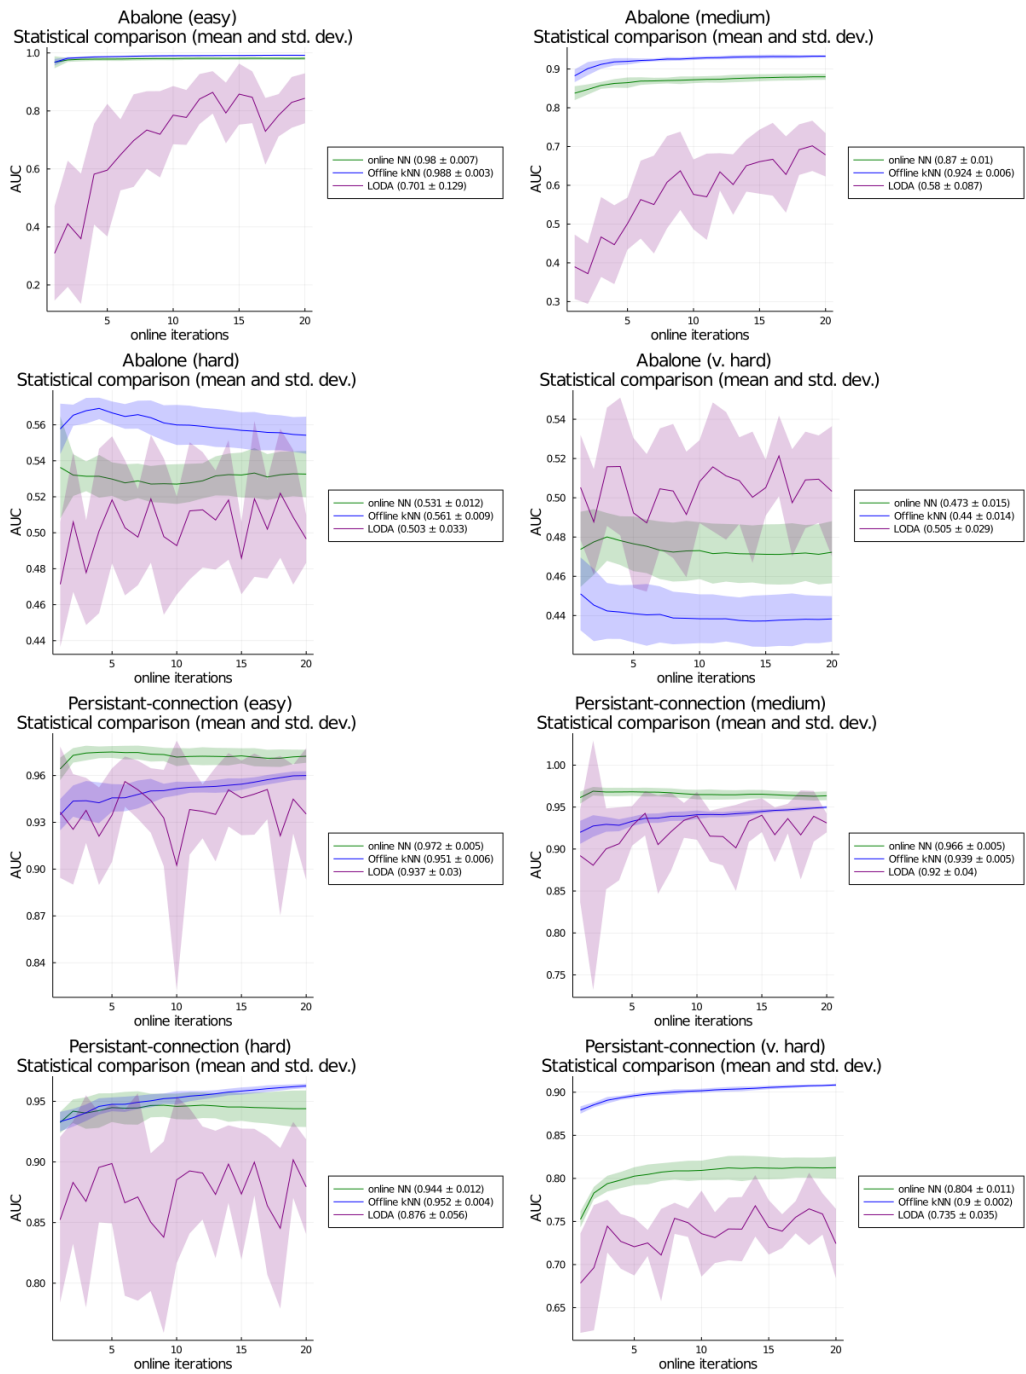 Abalone (easy)
Statistical comparison (mean and std. dev.)
1.0
0.8
0.6
0.4
0.2
AUC
5
10
15
20
online iterations
online NN (0.98 ± 0.007)
Offline kNN (0.988 ± 0.003)
LODA (0.701 ± 0.129)
Abalone (medium)
Statistical comparison (mean and std. dev.)
0.9
0.8
0.7
0.6
0.5
0.4
0.3
AUC
5
10
15
20
online iterations
online NN (0.87 ± 0.01)
Offline kNN (0.924 ± 0.006)
LODA (0.58 ± 0.087)
Abalone (hard)
Statistical comparison (mean and std. dev.)
0.56
0.54
0.52
0.50
0.48
0.46
0.44
AUC
5
10
15
20
online iterations
online NN (0.531 ± 0.012)
Offline kNN (0.561 ± 0.009)
LODA (0.503 ± 0.033)
Abalone (v. hard)
Statistical comparison (mean and std. dev.)
0.54
0.52
0.50
0.48
0.46
0.44
AUC
5
10
15
20
online iterations
online NN (0.473 ± 0.015)
Offline kNN (0.44 ± 0.014)
LODA (0.505 ± 0.029)
Persistant-connection (easy)
Statistical comparison (mean and std. dev.)
0.96
0.93
0.90
0.87
0.84
AUC
5
10
15
20
online iterations
online NN (0.972 ± 0.005)
Offline kNN (0.951 ± 0.006)
LODA (0.937 ± 0.03)
Persistant-connection (medium)
Statistical comparison (mean and std. dev.)
1.00
0.95
0.90
0.85
0.80
0.75
AUC
5
10
15
20
online iterations
online NN (0.966 ± 0.005)
Offline kNN (0.939 ± 0.005)
LODA (0.92 ± 0.04)
Persistant-connection (hard)
Statistical comparison (mean and std. dev.)
0.95
0.90
0.85
0.80
AUC
5
10
15
20
online iterations
online NN (0.944 ± 0.012)
Offline kNN (0.952 ± 0.004)
LODA (0.876 ± 0.056)
Persistant-connection (v. hard)
Statistical comparison (mean and std. dev.)
0.90
0.85
0.80
0.75
0.70
0.65
AUC
5
10
15
20
online iterations
online NN (0.804 ± 0.011)
Offline kNN (0.9 ± 0.002)
LODA (0.735 ± 0.035)